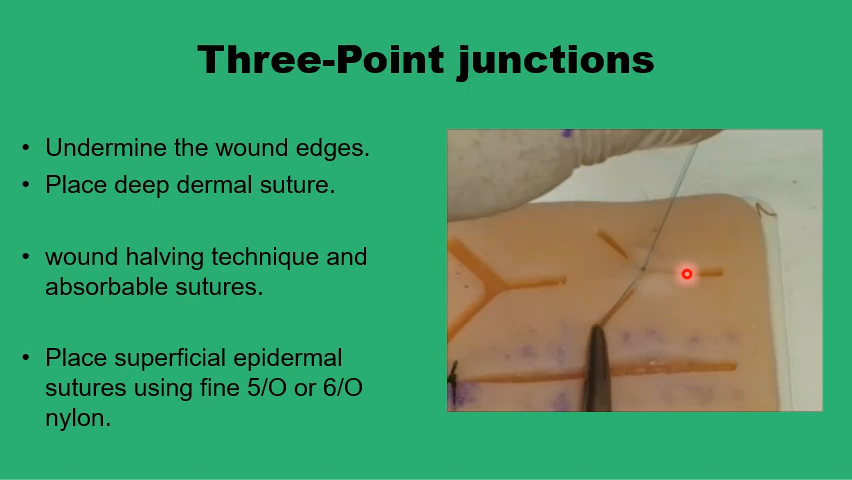 Three-Point junctions
• Undermine the wound edges.
• Place deep dermal suture.
• wound halving technique and
absorbable sutures.
• Place superficial epidermal
sutures using fine 5/O or 6/O
nylon.